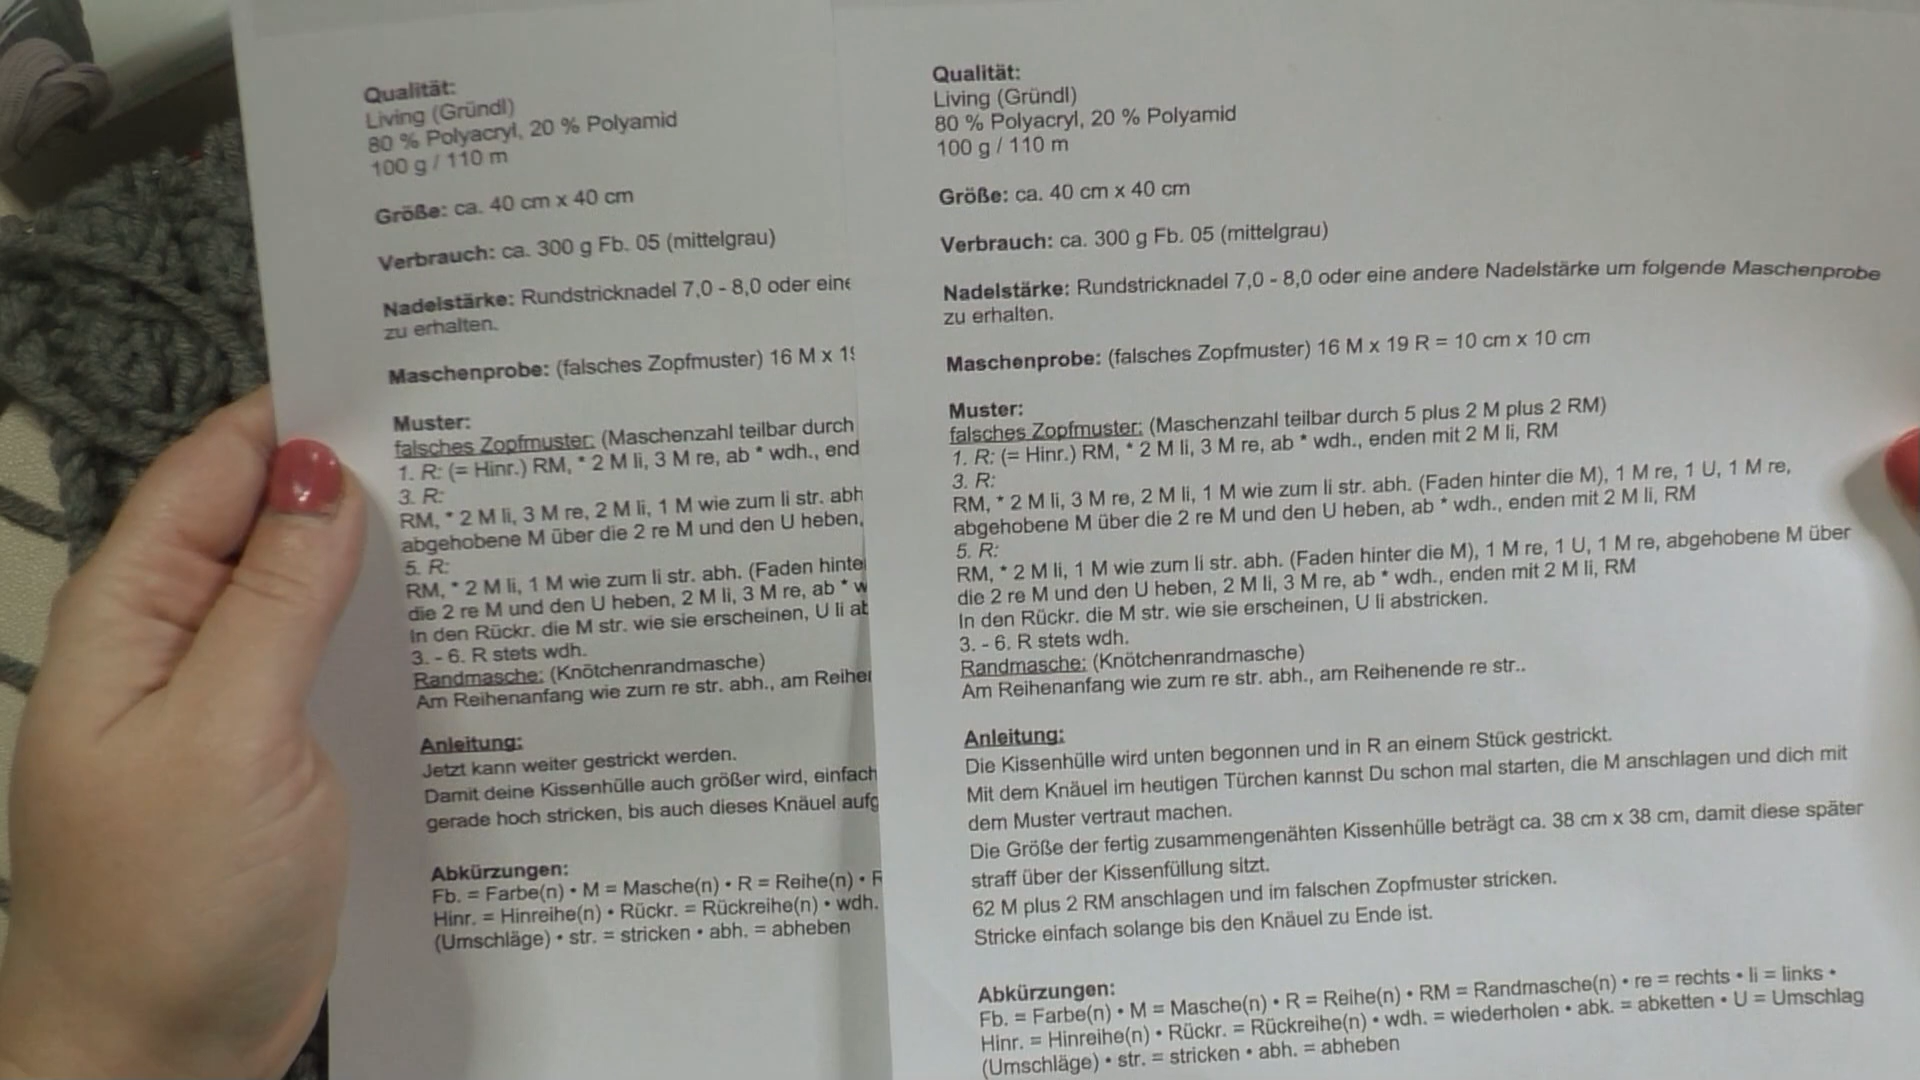 Qualität:
Living (Gründl)
80 % Polyacryl, 20 % Polyamid
100 g / 110 m
Größe: ca. 40 cm x 40 cm
Verbrauch: ca. 300 g Fb. 05 (mittelgrau)
Nadelstärke: Rundstricknadel 7,0 - 8,0 oder eine
zu erhalten.
Maschenprobe: (falsches Zopfmuster) 16 M x 19
Muster:
falsches Zopfmuster: (Maschenzahl teilbar durch
1. R: (= Hinr.) RM, * 2 M li, 3 M re, ab * wdh., end
3. R:
RM, * 2 M li, 3 M re, 2 M li, 1 M wie zum li str. abh
abgehobene M über die 2 re M und den U heben,
5. R:
RM, * 2 M li, 1 M wie zum li str. abh. (Faden hinte
die 2 re M und den U heben, 2 M li, 3 M re, ab * w
In den Rückr. die M str. wie sie erscheinen, U li ab
3. - 6. R stets wdh.
Randmasche: (Knötchenrandmasche)
Am Reihenanfang wie zum re str. abh., am Reihe
Anleitung:
Jetzt kann weiter gestrickt werden.
Damit deine Kissenhülle auch größer wird, einfach
gerade hoch stricken, bis auch dieses Knäuel aufg
Abkürzungen:
Fb. = Farbe(n) • M = Masche(n) • R = Reihe(n) • R
Hinr. = Hinreihe(n) • Rückr. = Rückreihe(n) • wdh.
(Umschläge) • str. = stricken • abh. = abheben
Qualität:
Living (Gründl)
80 % Polyacryl, 20 % Polyamid
100 g / 110 m
Größe: ca. 40 cm x 40 cm
Verbrauch: ca. 300 g Fb. 05 (mittelgrau)
Nadelstärke: Rundstricknadel 7,0 - 8,0 oder eine andere Nadelstärke um folgende Maschenprobe
zu erhalten.
Maschenprobe: (falsches Zopfmuster) 16 M x 19 R = 10 cm x 10 cm
Muster:
falsches Zopfmuster: (Maschenzahl teilbar durch 5 plus 2 M plus 2 RM)
1. R: (= Hinr.) RM, * 2 M li, 3 M re, ab * wdh., enden mit 2 M li, RM
3. R:
RM, * 2 M li, 3 M re, 2 M li, 1 M wie zum li str. abh. (Faden hinter die M), 1 M re, 1 U, 1 M re,
abgehobene M über die 2 re M und den U heben, ab * wdh., enden mit 2 M li, RM
5. R:
RM, * 2 M li, 1 M wie zum li str. abh. (Faden hinter die M), 1 M re, 1 U, 1 M re, abgehobene M über
die 2 re M und den U heben, 2 M li, 3 M re, ab * wdh., enden mit 2 M li, RM
In den Rückr. die M str. wie sie erscheinen, U li abstricken.
3. - 6. R stets wdh.
Randmasche: (Knötchenrandmasche)
Am Reihenanfang wie zum re str. abh., am Reihenende re str..
Anleitung:
Die Kissenhülle wird unten begonnen und in R an einem Stück gestrickt.
Mit dem Knäuel im heutigen Türchen kannst Du schon mal starten, die M anschlagen und dich mit
dem Muster vertraut machen.
Die Größe der fertig zusammengenähten Kissenhülle beträgt ca. 38 cm x 38 cm, damit diese später
straff über der Kissenfüllung sitzt.
62 M plus 2 RM anschlagen und im falschen Zopfmuster stricken.
Stricke einfach solange bis den Knäuel zu Ende ist.
Abkürzungen:
Fb. = Farbe(n) • M = Masche(n) • R = Reihe(n) • RM = Randmasche(n) • re = rechts • li = links •
Hinr. = Hinreihe(n) • Rückr. = Rückreihe(n) • wdh. = wiederholen • abk. = abketten • U = Umschlag
(Umschläge) • str. = stricken • abh. = abheben